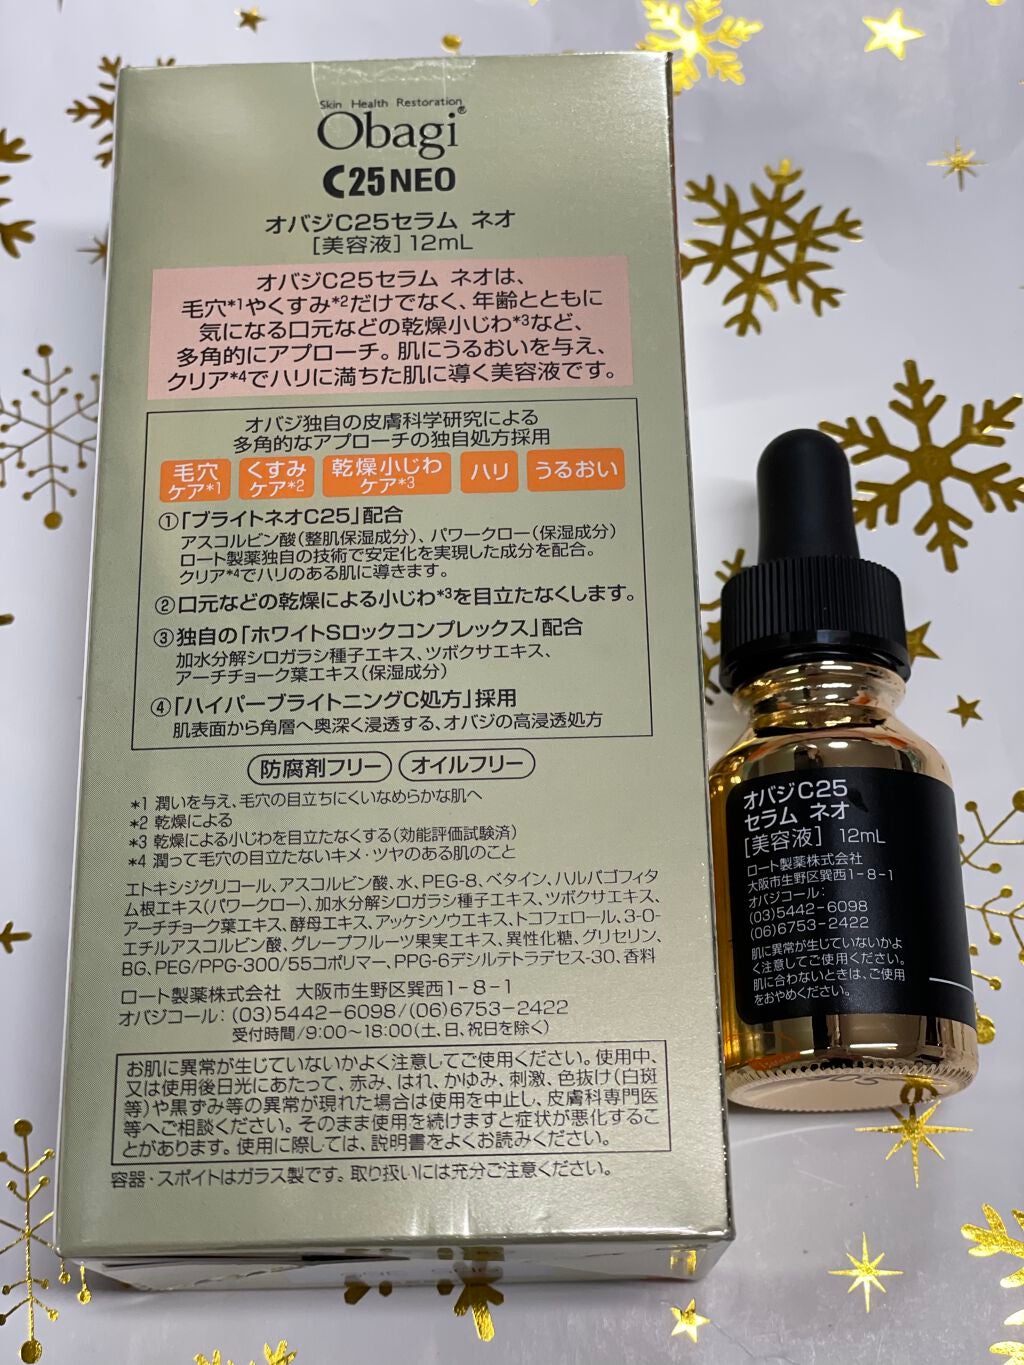 Skin Health Restoration
Obagi®
C25NEO
オバジC25セラム ネオ
[美容液] 12mL
オバジC25セラム ネオは、
毛穴*1やくすみ*2だけでなく、年齢とともに
気になる口元などの乾燥小じわ*3など、
多角的にアプローチ。肌にうるおいを与え、
クリア*4でハリに満ちた肌に導く美容液です。
オバジ独自の皮膚科学研究による
多角的なアプローチの独自処方採用
毛穴
ケア*1
くすみ
ケア*2
乾燥小じわ
ケア*3
ハリ
うるおい
①「ブライトネオC25」配合
アスコルビン酸(整肌保湿成分)、パワークロー(保湿成分)
ロート製薬独自の技術で安定化を実現した成分を配合。
クリア*4でハリのある肌に導きます。
②口元などの乾燥による小じわ*3を目立たなくします。
③独自の「ホワイトSロックコンプレックス」配合
加水分解シロガラシ種子エキス、ツボクサエキス、
アーチチョーク葉エキス(保湿成分)
④「ハイパーブライトニングC処方」採用
肌表面から角層へ奥深く浸透する、オバジの高浸透処方
防腐剤フリー
オイルフリー
*1 潤いを与え、毛穴の目立ちにくいなめらかな肌へ
*2 乾燥による
*3 乾燥による小じわを目立たなくする(効能評価試験済)
*4 潤って毛穴の目立たないキメ・ツヤのある肌のこと
エトキシジグリコール、アスコルビン酸、水、PEG-8、ベタイン、ハルパゴフィタ
ム根エキス(パワークロー)、加水分解シロガラシ種子エキス、ツボクサエキス、
アーチチョーク葉エキス、酵母エキス、アッケシソウエキス、トコフェロール、3-O-
エチルアスコルビン酸、グレープフルーツ果実エキス、異性化糖、グリセリン、
BG、PEG/PPG-300/55コポリマー、PPG-6デシルテトラデセス-30、香料
ロート製薬株式会社 大阪市生野区巽西1-8-1
オバジコール: (03)5442-6098/(06)6753-2422
受付時間/9:00~18:00(土、日、祝日を除く)
お肌に異常が生じていないかよく注意してご使用ください。使用中、
又は使用後日光にあたって、赤み、はれ、かゆみ、刺激、色抜け(白斑
等)や黒ずみ等の異常が現れた場合は使用を中止し、皮膚科専門医
等へご相談ください。そのまま使用を続けますと症状が悪化するこ
とがあります。使用に際しては、説明書をよくお読みください。
容器・スポイトはガラス製です。取り扱いには充分ご注意ください。
オバジC25
セラム ネオ
[美容液] 12mL
ロート製薬株式会社
大阪市生野区巽西1-8-1
オバジコール:
(03)5442-6098
(06)6753-2422
肌に異常が生じていないかよ
く注意してご使用ください。
肌に合わないときは、ご使用
をおやめください。